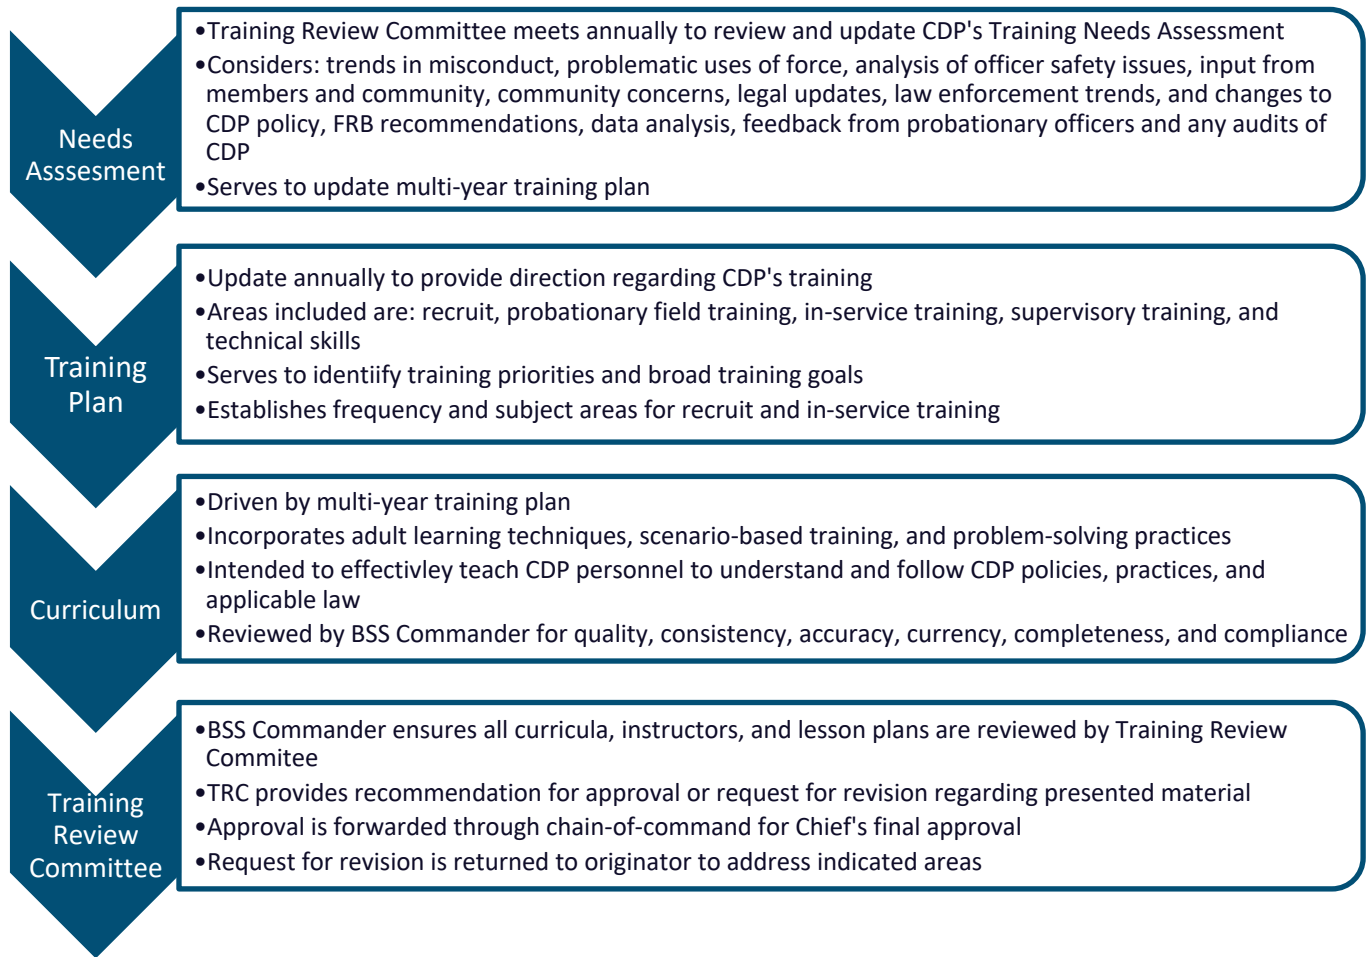 Needs
Asssesment
•Training Review Committee meets annually to review and update CDP's Training Needs Assessment
•Considers: trends in misconduct, problematic uses of force, analysis of officer safety issues, input from
members and community, community concerns, legal updates, law enforcement trends, and changes to
CDP policy, FRB recommendations, data analysis, feedback from probationary officers and any audits of
CDP
•Serves to update multi-year training plan
Training
Plan
•Update annually to provide direction regarding CDP's training
•Areas included are: recruit, probationary field training, in-service training, supervisory training, and
technical skills
•Serves to identiify training priorities and broad training goals
•Establishes frequency and subject areas for recruit and in-service training
Curriculum
•Driven by multi-year training plan
•Incorporates adult learning techniques, scenario-based training, and problem-solving practices
•Intended to effectivley teach CDP personnel to understand and follow CDP policies, practices, and
applicable law
•Reviewed by BSS Commander for quality, consistency, accuracy, currency, completeness, and compliance
Training
Review
Committee
•BSS Commander ensures all curricula, instructors, and lesson plans are reviewed by Training Review
Commitee
•TRC provides recommendation for approval or request for revision regarding presented material
•Approval is forwarded through chain-of-command for Chief's final approval
•Request for revision is returned to originator to address indicated areas